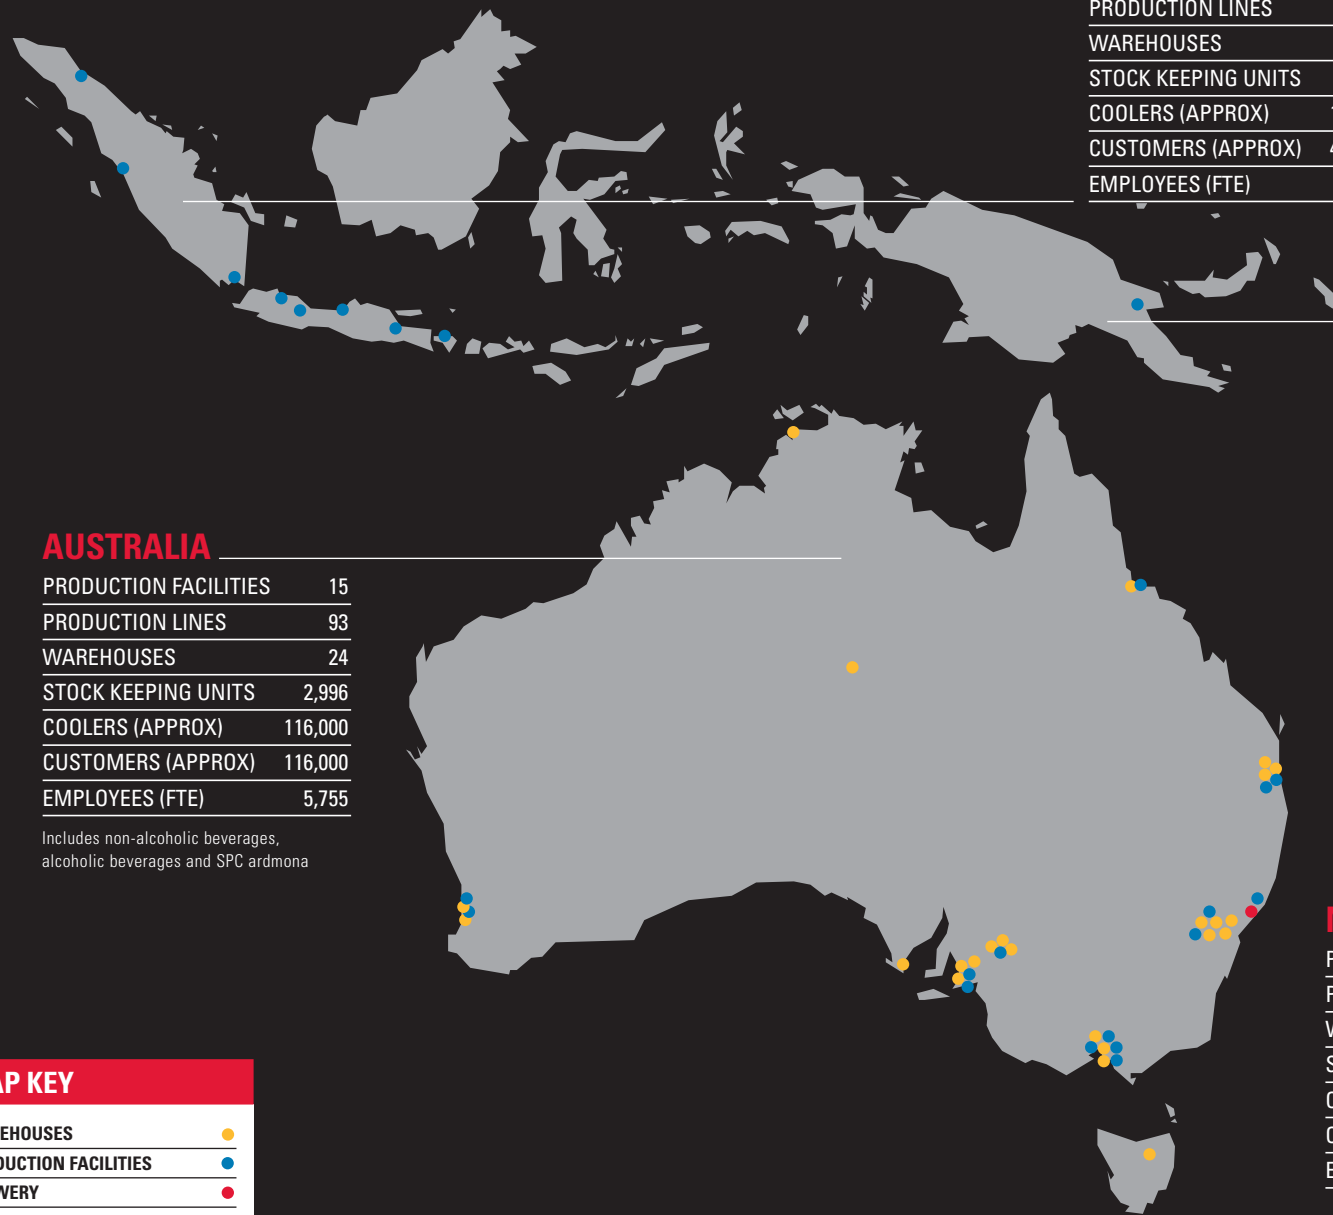 PRODUCTION LINES
WAREHOUSES
STOCK KEEPING UNITS
COOLERS (APPROX)
CUSTOMERS (APPROX)
EMPLOYEES (FTE)
AUSTRALIA
PRODUCTION FACILITIES 15
PRODUCTION LINES 93
WAREHOUSES 24
STOCK KEEPING UNITS 2,996
COOLERS (APPROX) 116,000
CUSTOMERS (APPROX) 116,000
EMPLOYEES (FTE) 5,755
Includes non-alcoholic beverages,
alcoholic beverages and SPC ardmona
AP KEY
EHOUSES
DUCTION FACILITIES
WERY